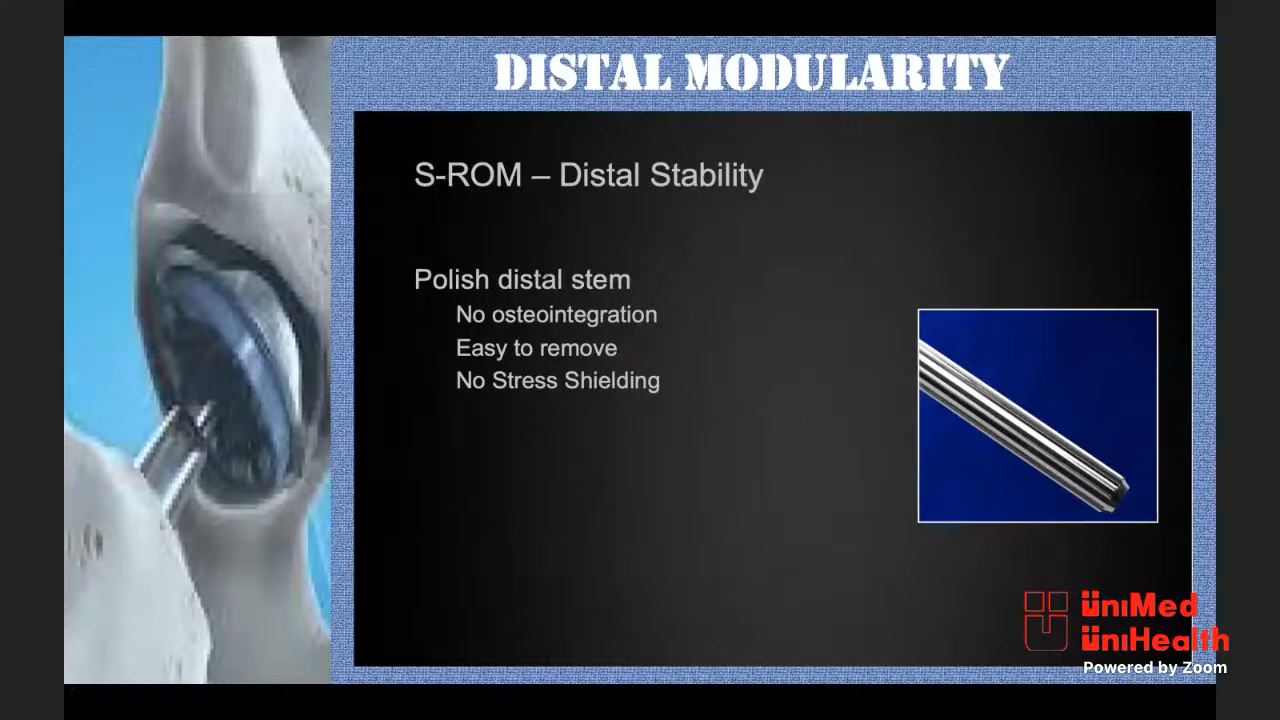 DISTAL MODULARITY
S-ROM – Distal Stability
Polish distal stem
No osteointegration
Easy to remove
No Stress Shielding
üniMed
üniHealth
Powered by Zoom